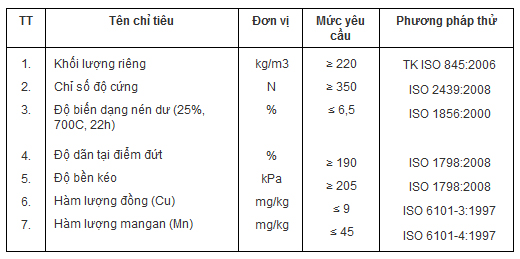 TT Tên chỉ tiêu Đơn vị Mức yêu cầu Phương pháp thử
1. Khối lượng riêng kg/m3 ≥ 220 TK ISO 845:2006
2. Chỉ số độ cứng N ≥ 350 ISO 2439:2008
3. Độ biến dạng nén dư (25%, 700C, 22h) % ≤ 6,5 ISO 1856:2000
4. Độ dãn tại điểm đứt % ≥ 190 ISO 1798:2008
5. Độ bền kéo kPa ≥ 205 ISO 1798:2008
6. Hàm lượng đồng (Cu) mg/kg ≤ 9 ISO 6101-3:1997
7. Hàm lượng mangan (Mn) mg/kg ≤ 45 ISO 6101-4:1997